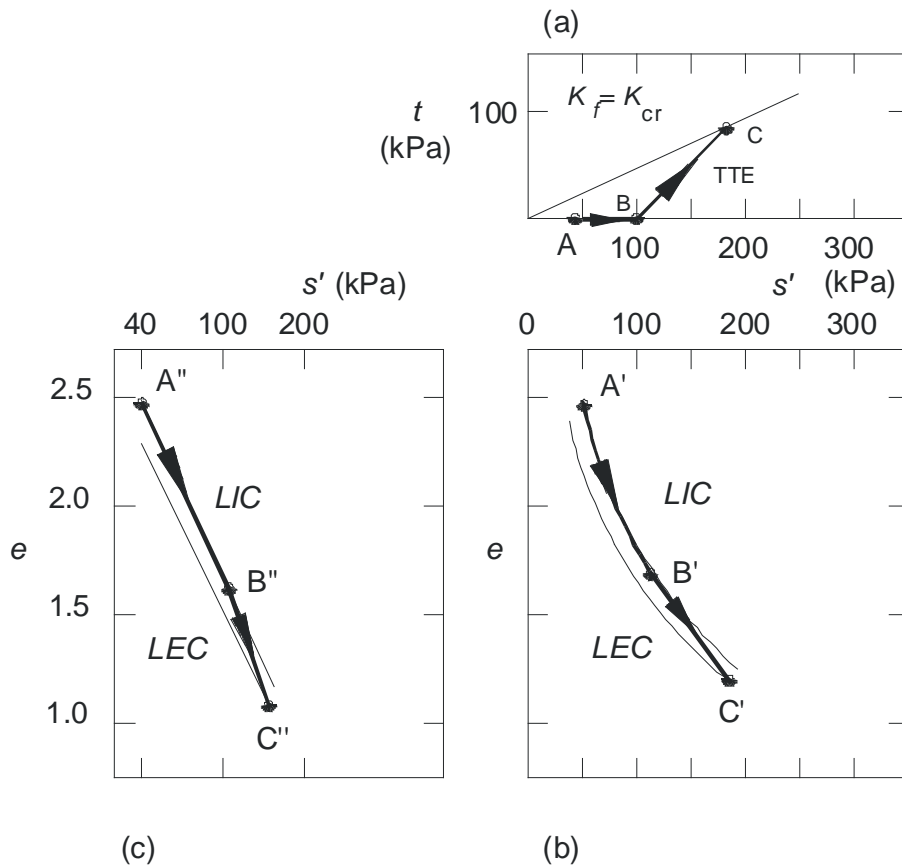 (a)
t
(kPa)
100
K_f = K_cr
C
TTE
B
A
100 200 300
s' (kPa)
s' (kPa)
40 100 200
0 100 200 300
2.5
2.0
1.5
1.0
e
A"
LIC
B"
LEC
C"
e
A'
LIC
B'
LEC
C'
(c)
(b)